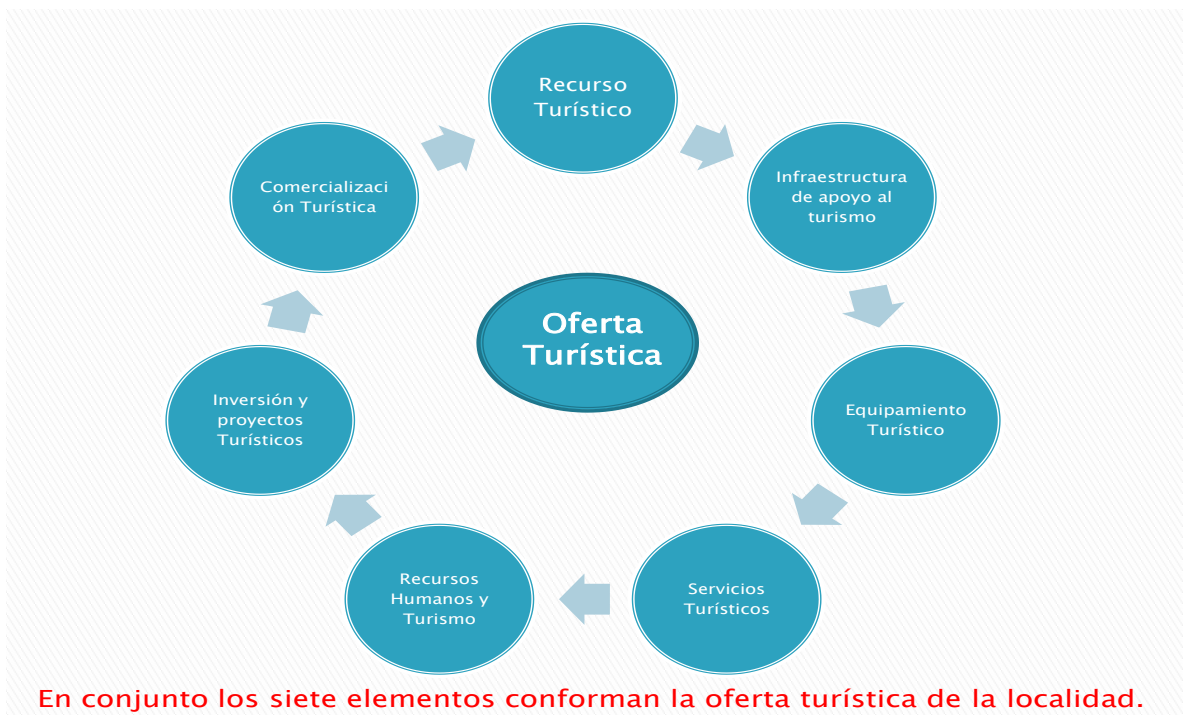 Recurso
Turístico
Infraestructura
de apoyo al
turismo
Equipamiento
Turístico
Servicios
Turísticos
Recursos
Humanos y
Turismo
Inversión y
proyectos
Turísticos
Comercializaci
ón Turística
Oferta
Turística
En conjunto los siete elementos conforman la oferta turística de la localidad.